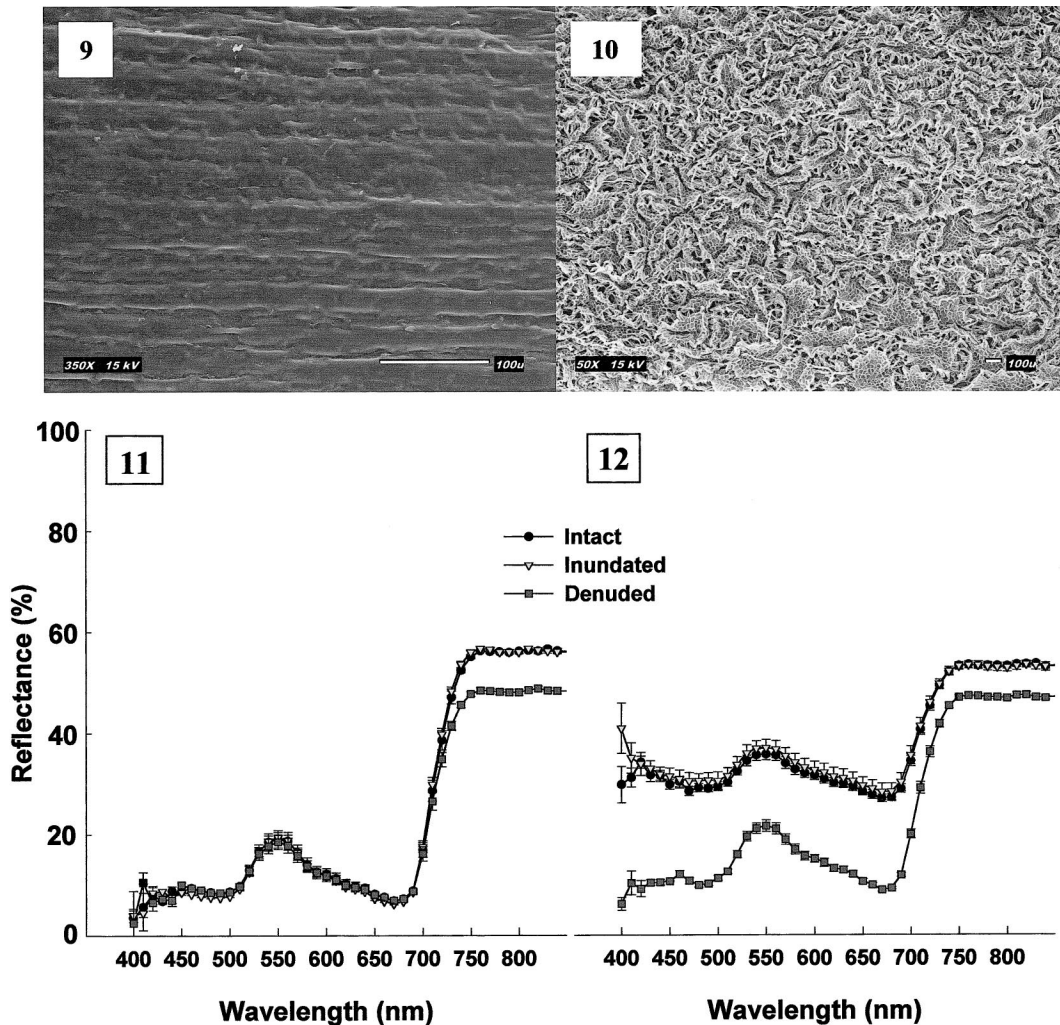 9
10
350X 15 kV
100u
50X 15 kV
100u
11
12
100
80
60
40
20
0
Reflectance (%)
Intact
Inundated
Denuded
400 450 500 550 600 650 700 750 800
400 450 500 550 600 650 700 750 800
Wavelength (nm)
Wavelength (nm)